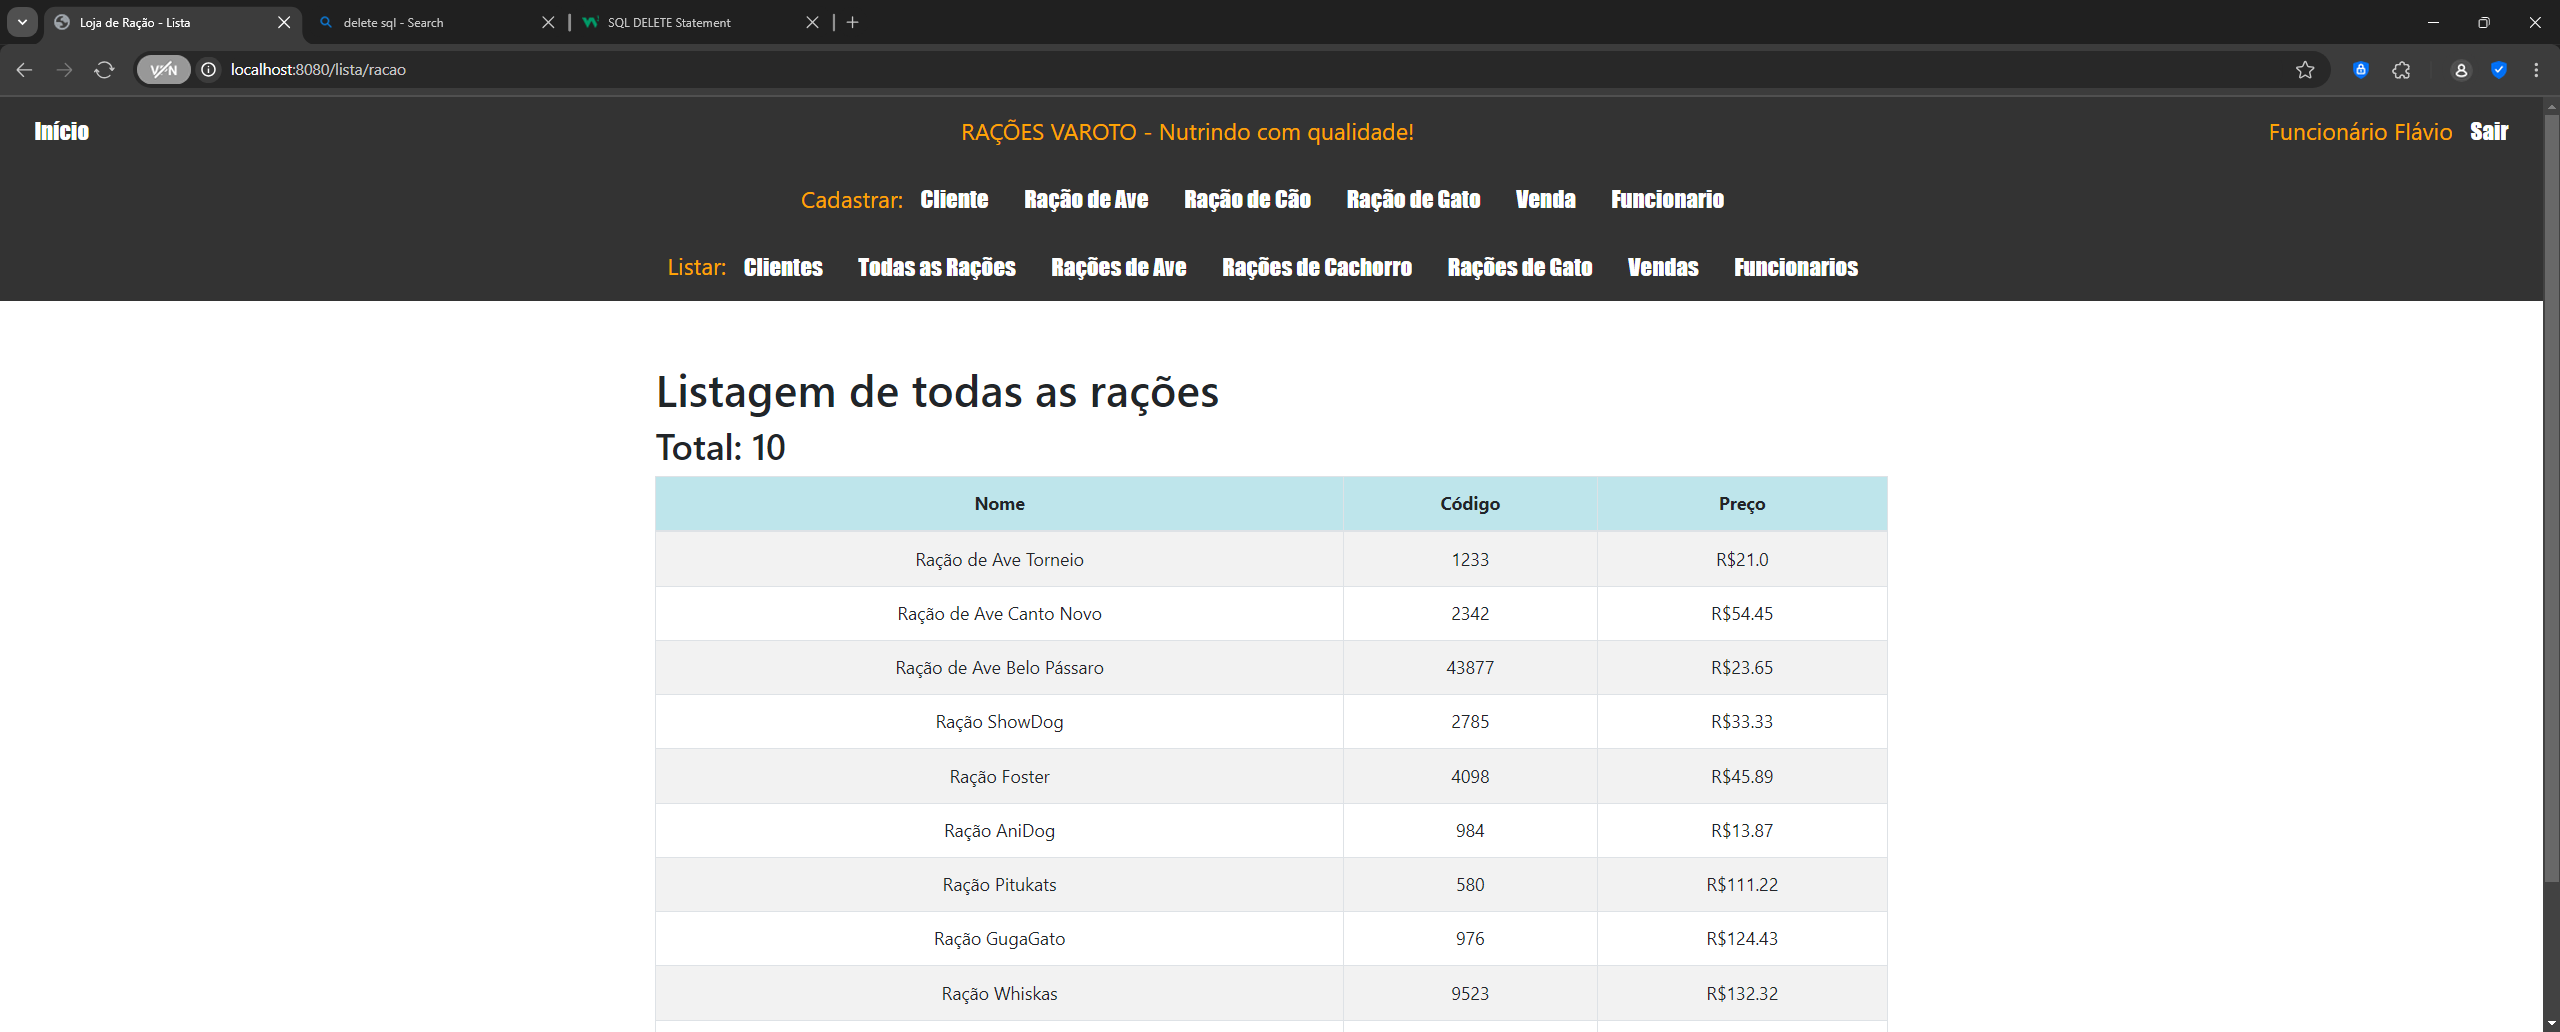 Loja de Ração - Lista
delete sql - Search
SQL DELETE Statement
VPN
localhost:8080/lista/racao
Início
RAÇÕES VAROTO - Nutrindo com qualidade!
Funcionário Flávio Sair
Cadastrar: Cliente Ração de Ave Ração de Cão Ração de Gato Venda Funcionario
Listar: Clientes Todas as Rações Rações de Ave Rações de Cachorro Rações de Gato Vendas Funcionarios
Listagem de todas as rações
Total: 10
Nome Código Preço
Ração de Ave Torneio 1233 R$21.0
Ração de Ave Canto Novo 2342 R$54.45
Ração de Ave Belo Pássaro 43877 R$23.65
Ração ShowDog 2785 R$33.33
Ração Foster 4098 R$45.89
Ração AniDog 984 R$13.87
Ração Pitukats 580 R$111.22
Ração GugaGato 976 R$124.43
Ração Whiskas 9523 R$132.32